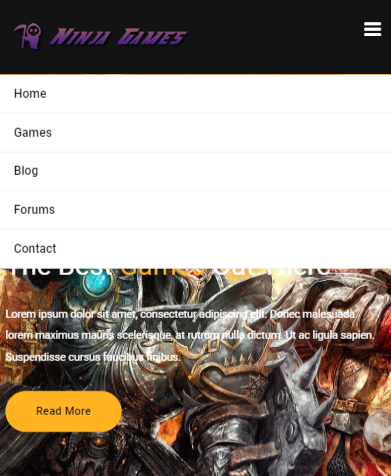 Ninja Games
Home
Games
Blog
Forums
Contact
The Best Games Out There
Lorem ipsum dolor sit amet, consectetur adipiscing elit. Donec malesuada
lorem maximus mauris scelerisque, at rutrum nulla dictum. Ut ac ligula sapien.
Suspendisse cursus faucibus finibus.
Read More